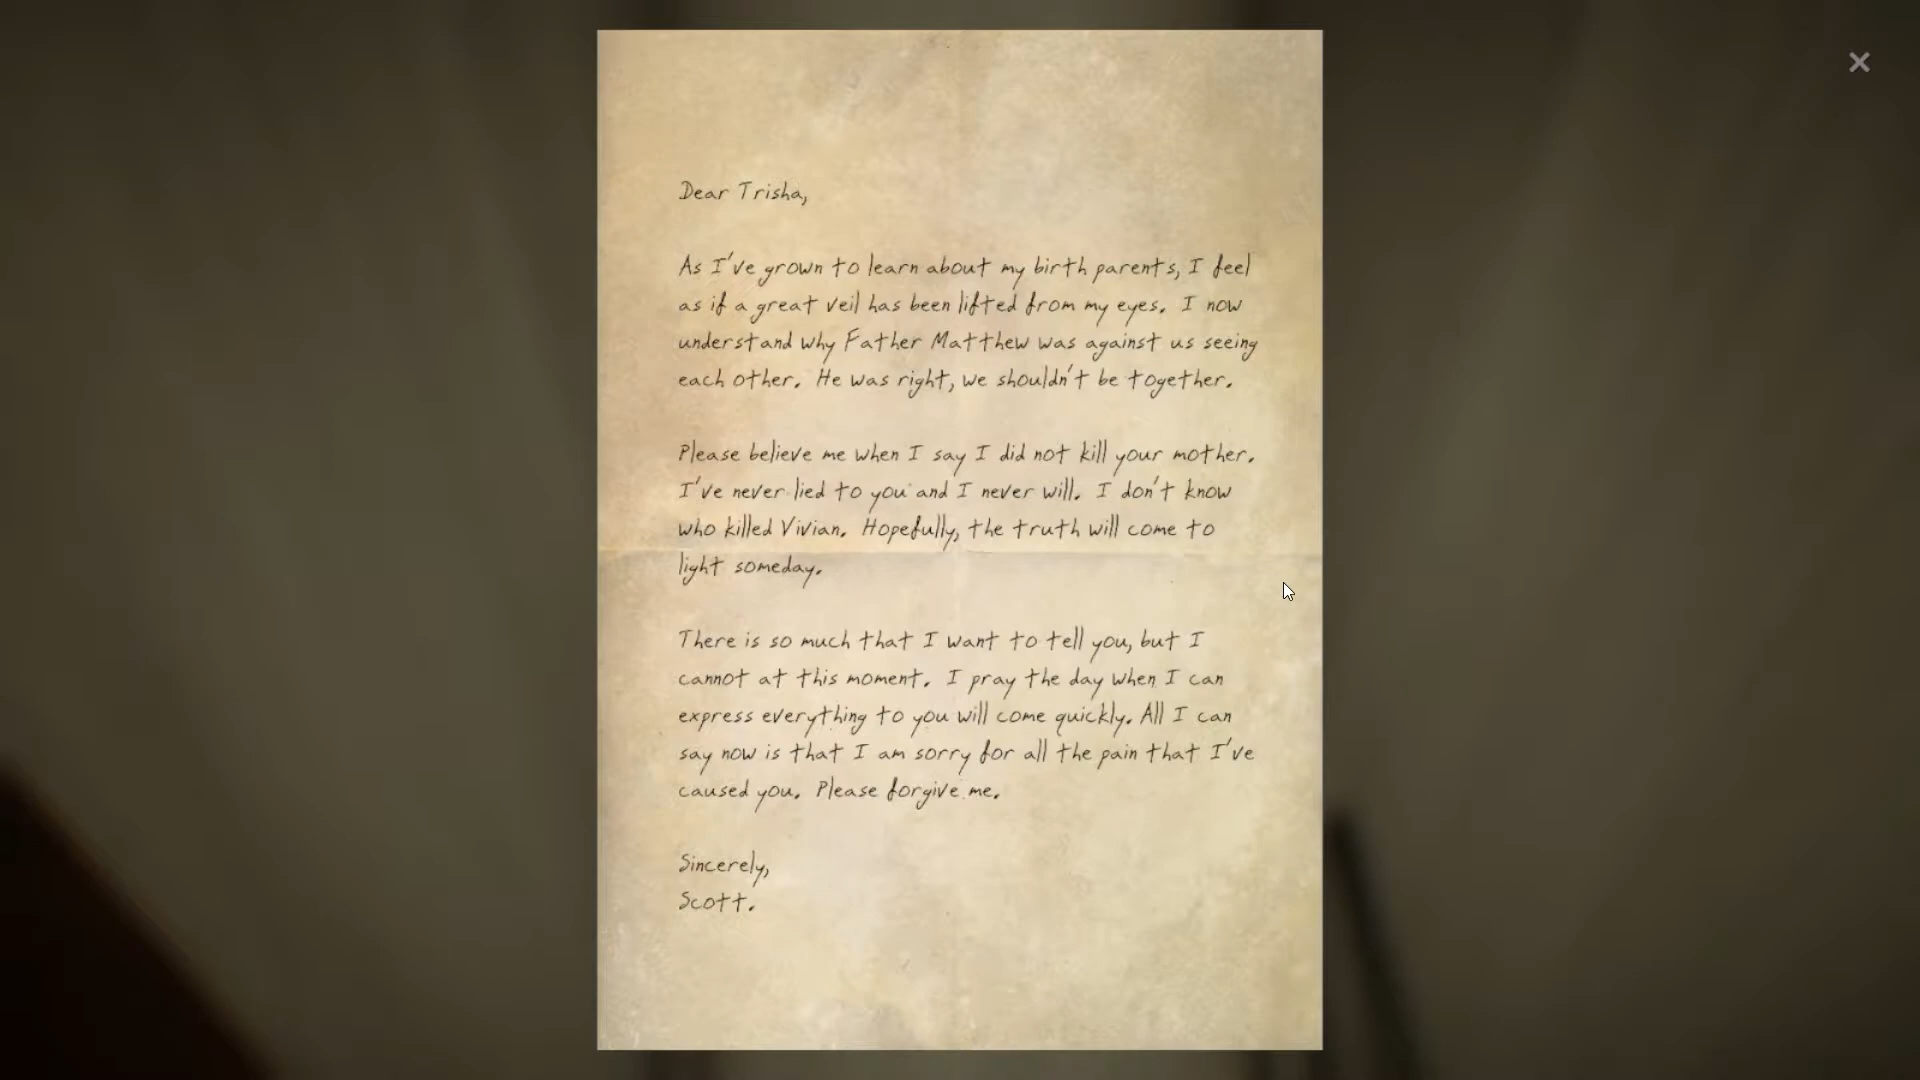 Dear Trisha,
As I've grown to learn about my birth parents, I feel
as if a great veil has been lifted from my eyes. I now
understand why Father Matthew was against us seeing
each other. He was right, we shouldn't be together.
Please believe me when I say I did not kill your mother.
I've never lied to you and I never will. I don't know
who killed Vivian. Hopefully, the truth will come to
light someday.
There is so much that I want to tell you, but I
cannot at this moment. I pray the day when I can
express everything to you will come quickly. All I can
say now is that I am sorry for all the pain that I've
caused you. Please forgive me.
Sincerely,
Scott.